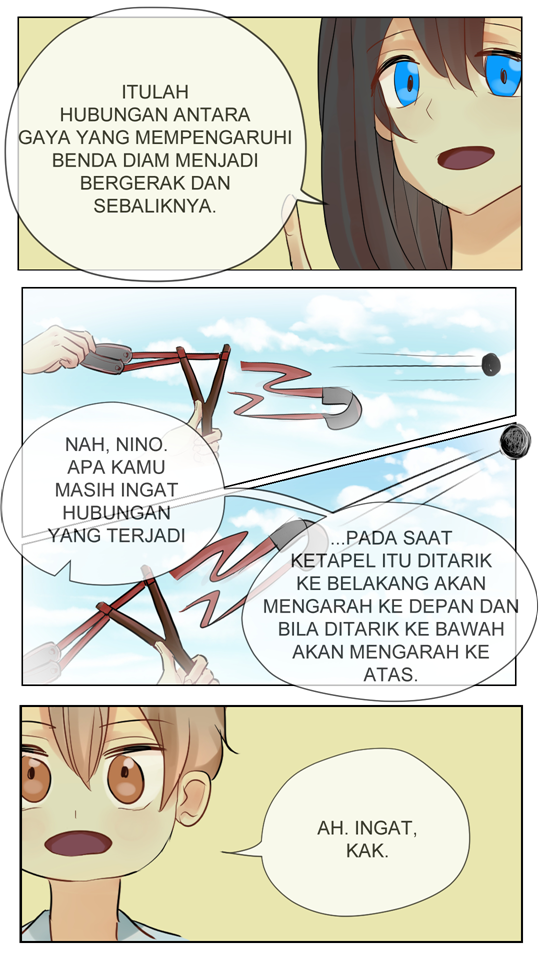 ITULAH
HUBUNGAN ANTARA
GAYA YANG MEMPENGARUHI
BENDA DIAM MENJADI
BERGERAK DAN
SEBALIKNYA.
NAH, NINO.
APA KAMU
MASIH INGAT
HUBUNGAN
YANG TERJADI
...PADA SAAT
KETAPEL ITU DITARIK
KE BELAKANG AKAN
MENGARAH KE DEPAN DAN
BILA DITARIK KE BAWAH
AKAN MENGARAH KE
ATAS.
AH. INGAT,
KAK.